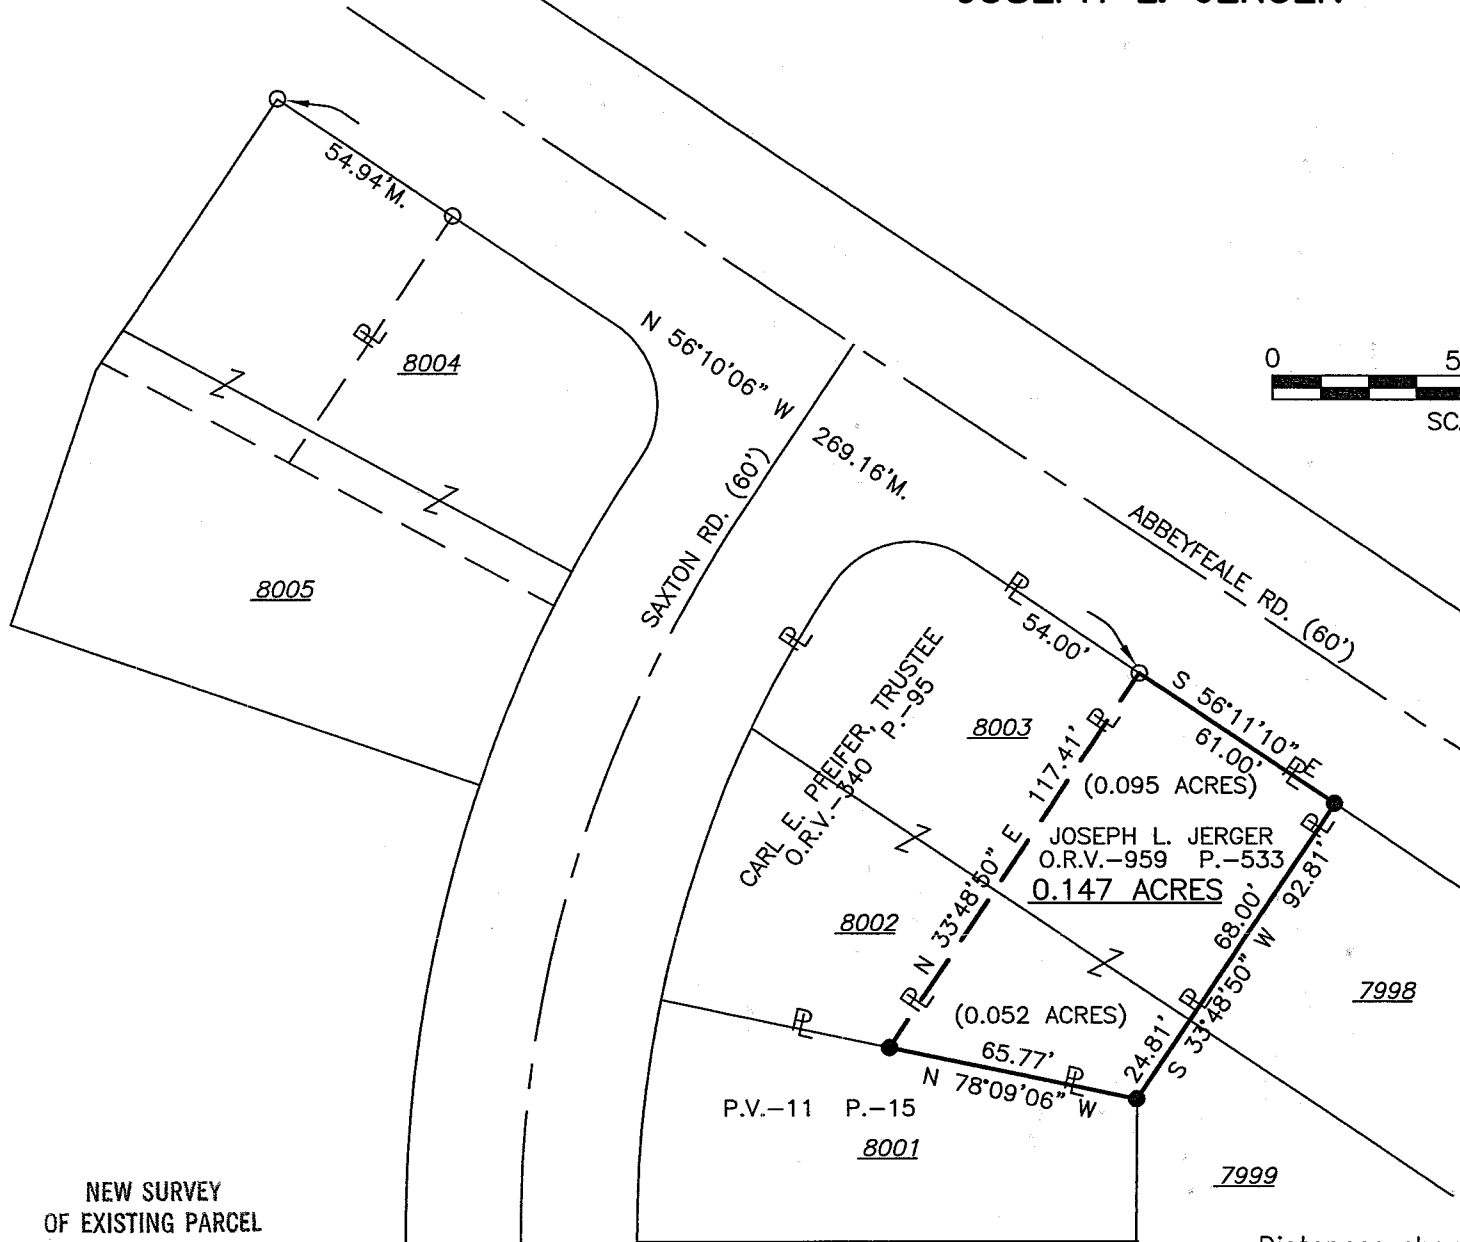 54.94'M.
8004
N 56°10'06" W
269.16'M.
0
SAXTON RD. (60')
ABBEYFEALE RD. (60')
8005
54.00'
S 56°11'10" E
61.00'
8003
CARL E. PFEIFER, TRUSTEE
O.R.V.-340 P.-95
N 33°48'50" E 117.41'
(0.095 ACRES)
JOSEPH L. JERGER
O.R.V.-959 P.-533
0.147 ACRES
92.81'
68.00'
S 33°48'50" W
24.81'
8002
7998
(0.052 ACRES)
65.77'
N 78°09'06" W
P.V.-11 P.-15
8001
7999
NEW SURVEY
OF EXISTING PARCEL